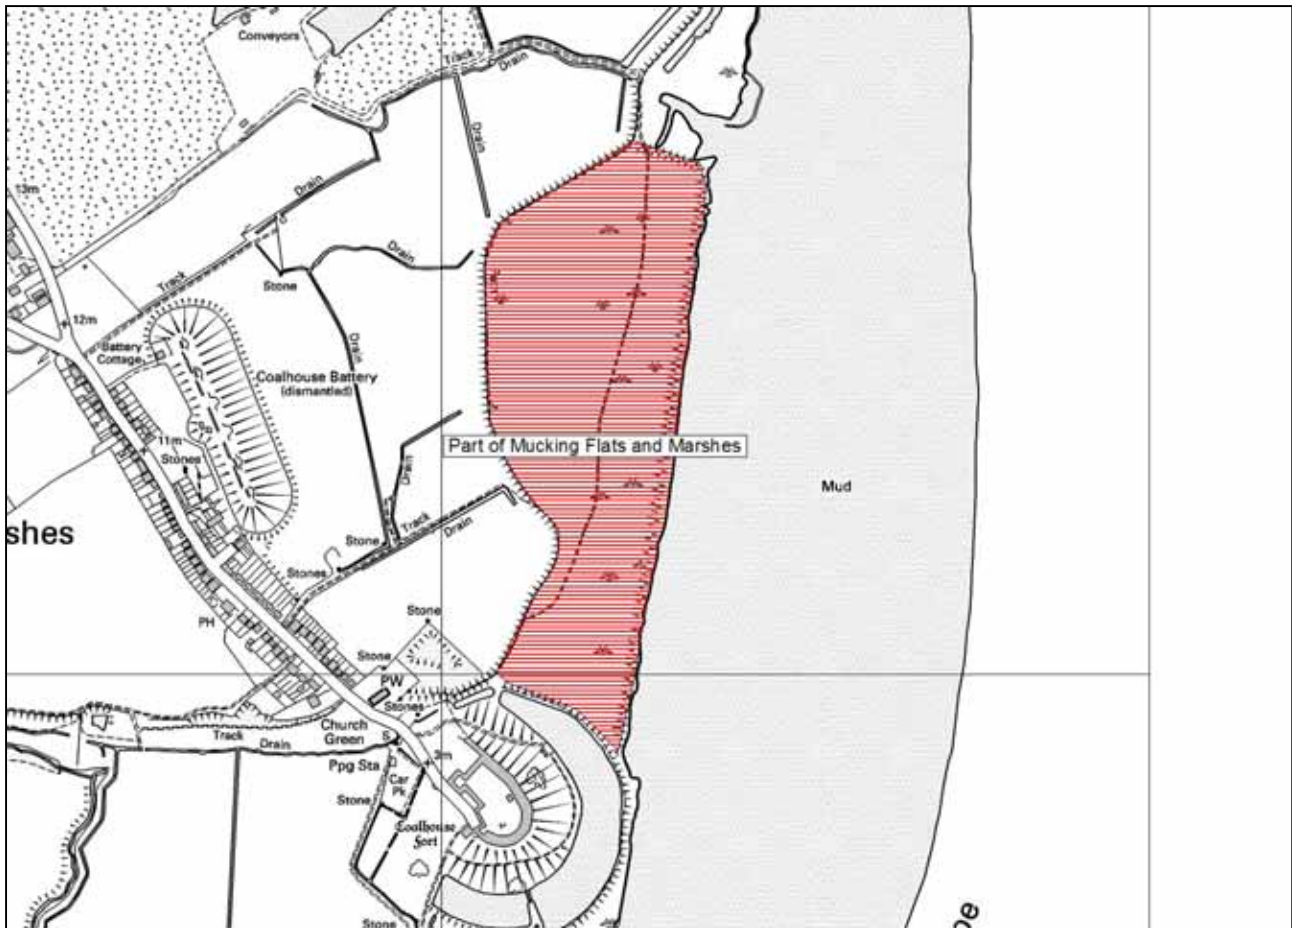 Conveyors
Track
Drain
Drain
13m
Drain
Drain
Track
Stone
12m
Battery
Cottage
Drain
Coalhouse Battery
(dismantled)
11m
Stones
Part of Mucking Flats and Marshes
Drain
Mud
shes
Track
Drain
Stone
Stones
Stone
PH
Stone
PW
Stones
Church
Green
Track
Drain
S
3m
Ppg Sta
Car
Pk
Stone
Coalhouse
Fort
Stone
pe